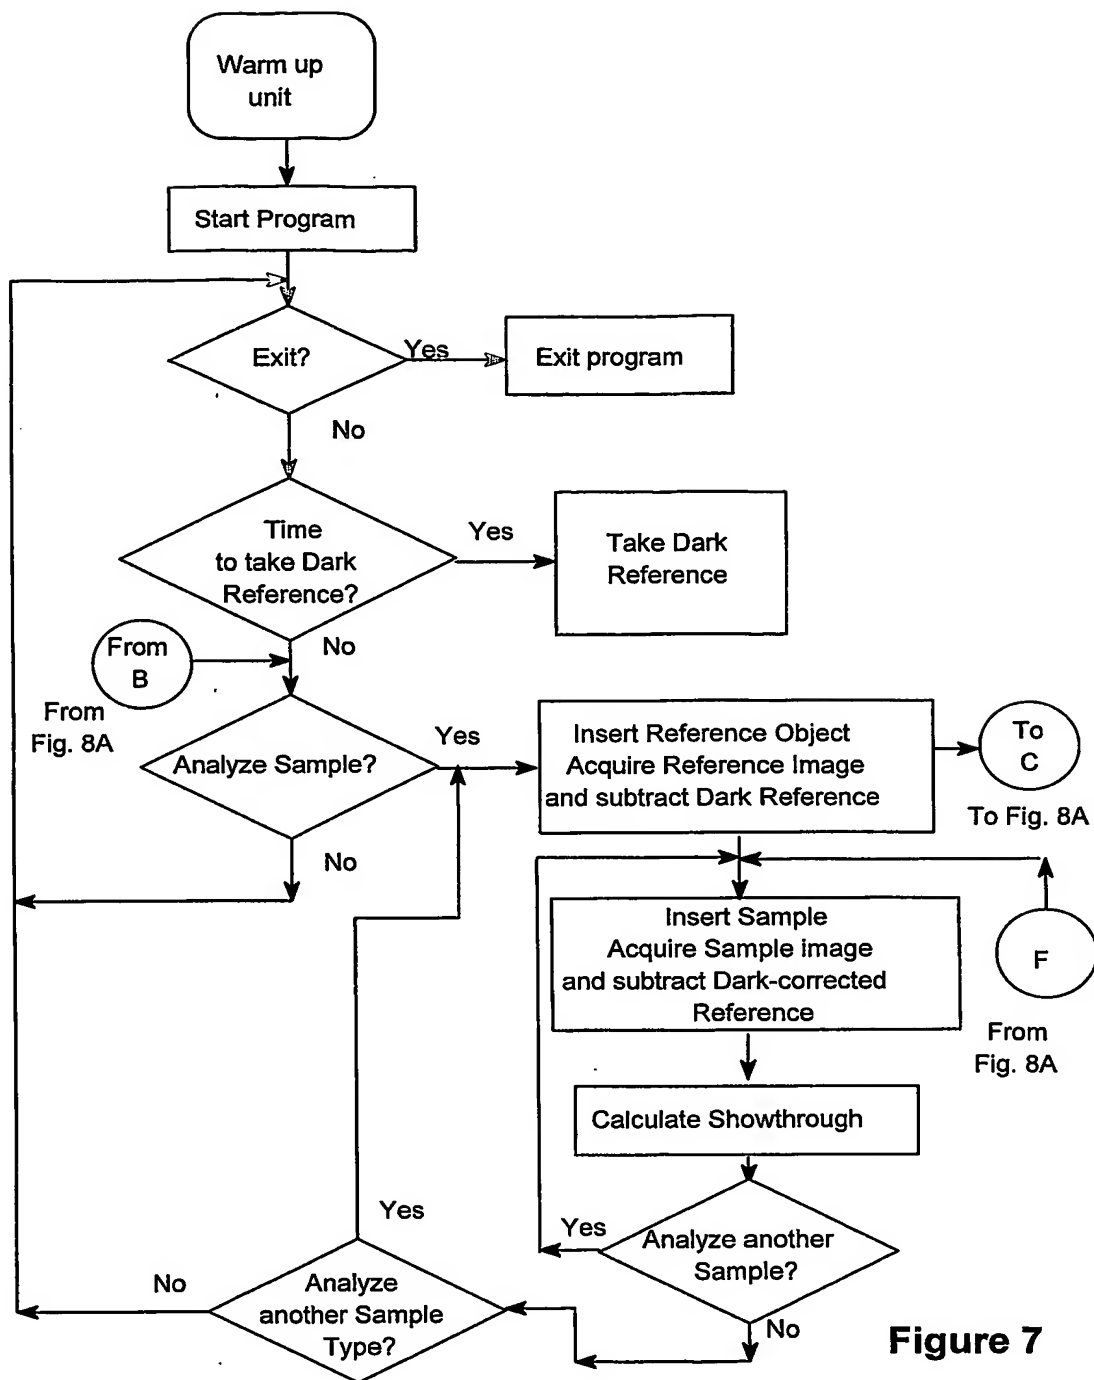 Warm up
unit
Start Program
Exit?
Yes
Exit program
No
Time
to take Dark
Reference?
Yes
Take Dark
Reference
No
From
B
From
Fig. 8A
Analyze Sample?
Yes
Insert Reference Object
Acquire Reference Image
and subtract Dark Reference
To
C
To Fig. 8A
No
Insert Sample
Acquire Sample image
and subtract Dark-corrected
Reference
F
From
Fig. 8A
Calculate Showthrough
Yes
Analyze another
Sample?
No
Yes
No
Analyze
another Sample
Type?
Figure 7